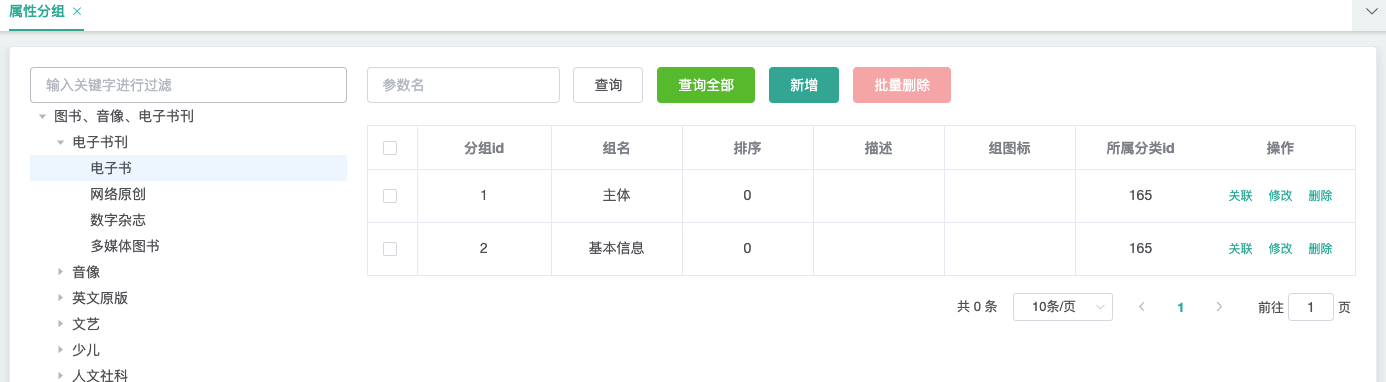 属性分组 ×
输入关键字进行过滤
参数名 查询 查询全部 新增 批量删除
图书、音像、电子书刊
电子书刊
电子书
网络原创
数字杂志
多媒体图书
音像
英文原版
文艺
少儿
人文社科
分组id 组名 排序 描述 组图标 所属分类id 操作
1 主体 0 165 关联 修改 删除
2 基本信息 0 165 关联 修改 删除
共 0 条 10条/页 1 前往 1 页